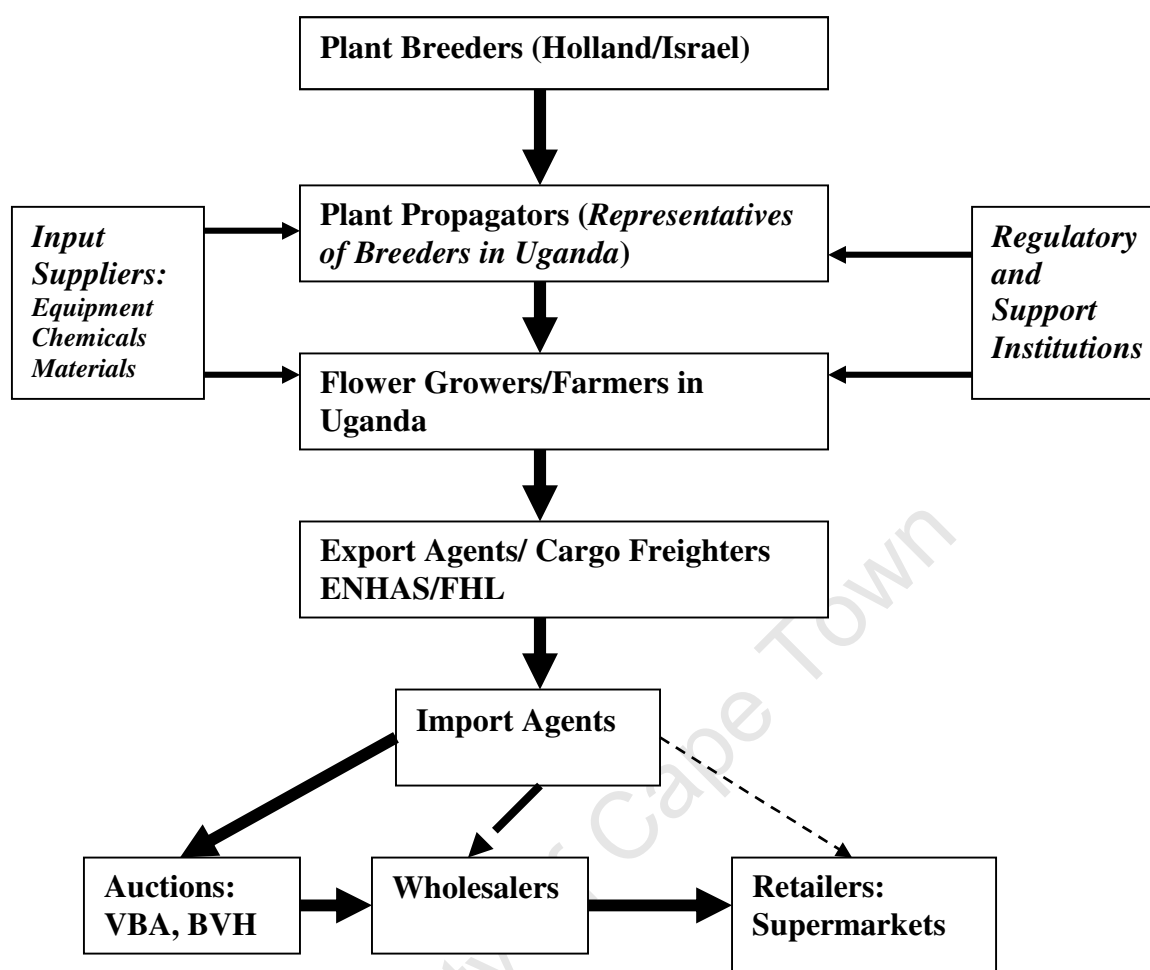 Plant Breeders (Holland/Israel)
Plant Propagators (Representatives
of Breeders in Uganda)
Input
Suppliers:
Equipment
Chemicals
Materials
Regulatory
and
Support
Institutions
Flower Growers/Farmers in
Uganda
Export Agents/ Cargo Freighters
ENHAS/FHL
Import Agents
Auctions:
VBA, BVH
Wholesalers
Retailers:
Supermarkets
Cape Town